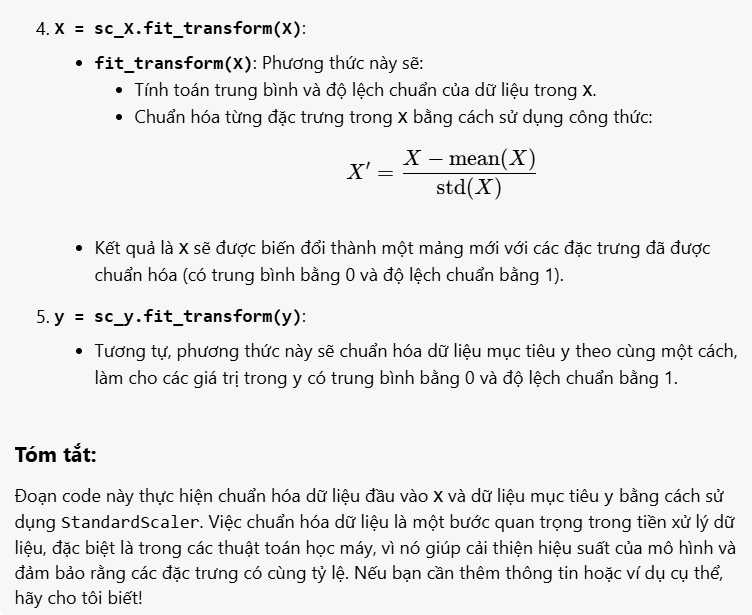 4. X = sc_X.fit_transform(X):
• fit_transform(X): Phương thức này sẽ:
• Tính toán trung bình và độ lệch chuẩn của dữ liệu trong X.
• Chuẩn hóa từng đặc trưng trong X bằng cách sử dụng công thức:
X′ = (X − mean(X)) / std(X)
• Kết quả là X sẽ được biến đổi thành một mảng mới với các đặc trưng đã được
chuẩn hóa (có trung bình bằng 0 và độ lệch chuẩn bằng 1).
5. y = sc_y.fit_transform(y):
• Tương tự, phương thức này sẽ chuẩn hóa dữ liệu mục tiêu y theo cùng một cách,
làm cho các giá trị trong y có trung bình bằng 0 và độ lệch chuẩn bằng 1.
Tóm tắt:
Đoạn code này thực hiện chuẩn hóa dữ liệu đầu vào X và dữ liệu mục tiêu y bằng cách sử
dụng StandardScaler. Việc chuẩn hóa dữ liệu là một bước quan trọng trong tiền xử lý dữ
liệu, đặc biệt là trong các thuật toán học máy, vì nó giúp cải thiện hiệu suất của mô hình và
đảm bảo rằng các đặc trưng có cùng tỷ lệ. Nếu bạn cần thêm thông tin hoặc ví dụ cụ thể,
hãy cho tôi biết!